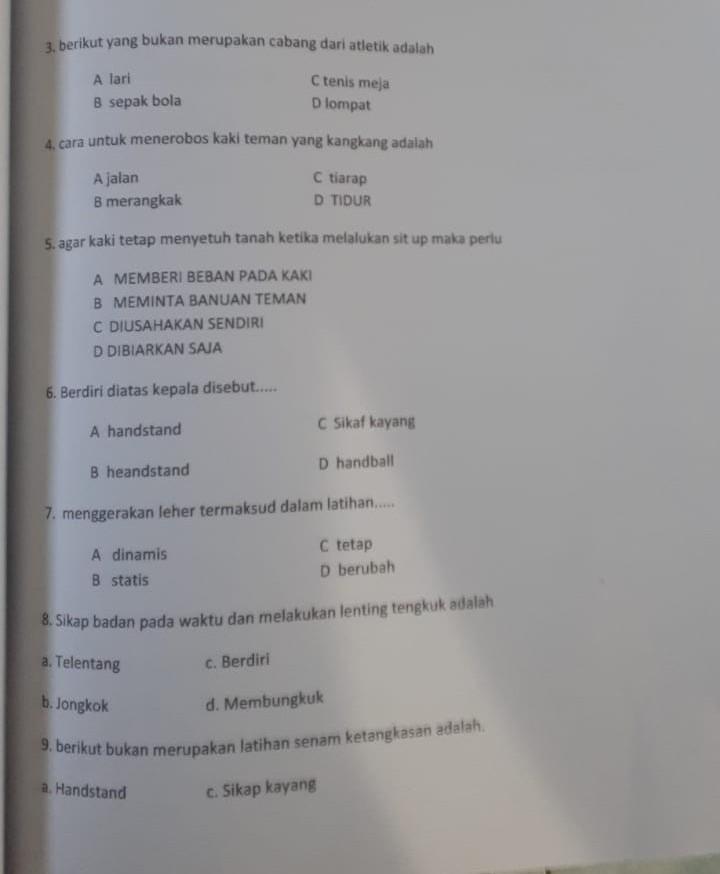 3. berikut yang bukan merupakan cabang dari atletik adalah
A lari C tenis meja
B sepak bola D lompat
4. cara untuk menerobos kaki teman yang kangkang adalah
A jalan C tiarap
B merangkak D TIDUR
5. agar kaki tetap menyetuh tanah ketika melalukan sit up maka perlu
A MEMBERI BEBAN PADA KAKI
B MEMINTA BANUAN TEMAN
C DIUSAHAKAN SENDIRI
D DIBIARKAN SAJA
6. Berdiri diatas kepala disebut.....
A handstand C Sikaf kayang
B heandstand D handball
7. menggerakan leher termaksud dalam latihan.....
A dinamis C tetap
B statis D berubah
8. Sikap badan pada waktu dan melakukan lenting tengkuk adalah
a. Telentang c. Berdiri
b. Jongkok d. Membungkuk
9. berikut bukan merupakan latihan senam ketangkasan adalah.
a. Handstand c. Sikap kayang